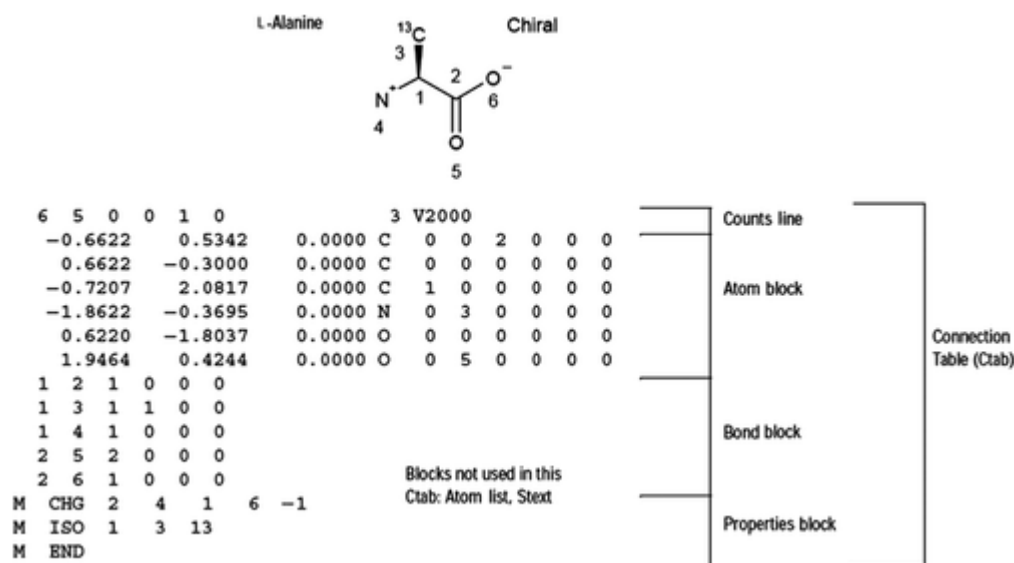 L-Alanine
Chiral
13C
3
2
O−
1
6
N+
4
O
5
6 5 0 0 1 0 3 V2000
−0.6622 0.5342 0.0000 C 0 0 2 0 0 0
0.6622 −0.3000 0.0000 C 0 0 0 0 0 0
−0.7207 2.0817 0.0000 C 1 0 0 0 0 0
−1.8622 −0.3695 0.0000 N 0 3 0 0 0 0
0.6220 −1.8037 0.0000 O 0 0 0 0 0 0
1.9464 0.4244 0.0000 O 0 5 0 0 0 0
1 2 1 0 0 0
1 3 1 1 0 0
1 4 1 0 0 0
2 5 2 0 0 0
2 6 1 0 0 0
M CHG 2 4 1 6 −1
M ISO 1 3 13
M END
Blocks not used in this
Ctab: Atom list, Stext
Counts line
Atom block
Bond block
Properties block
Connection
Table (Ctab)